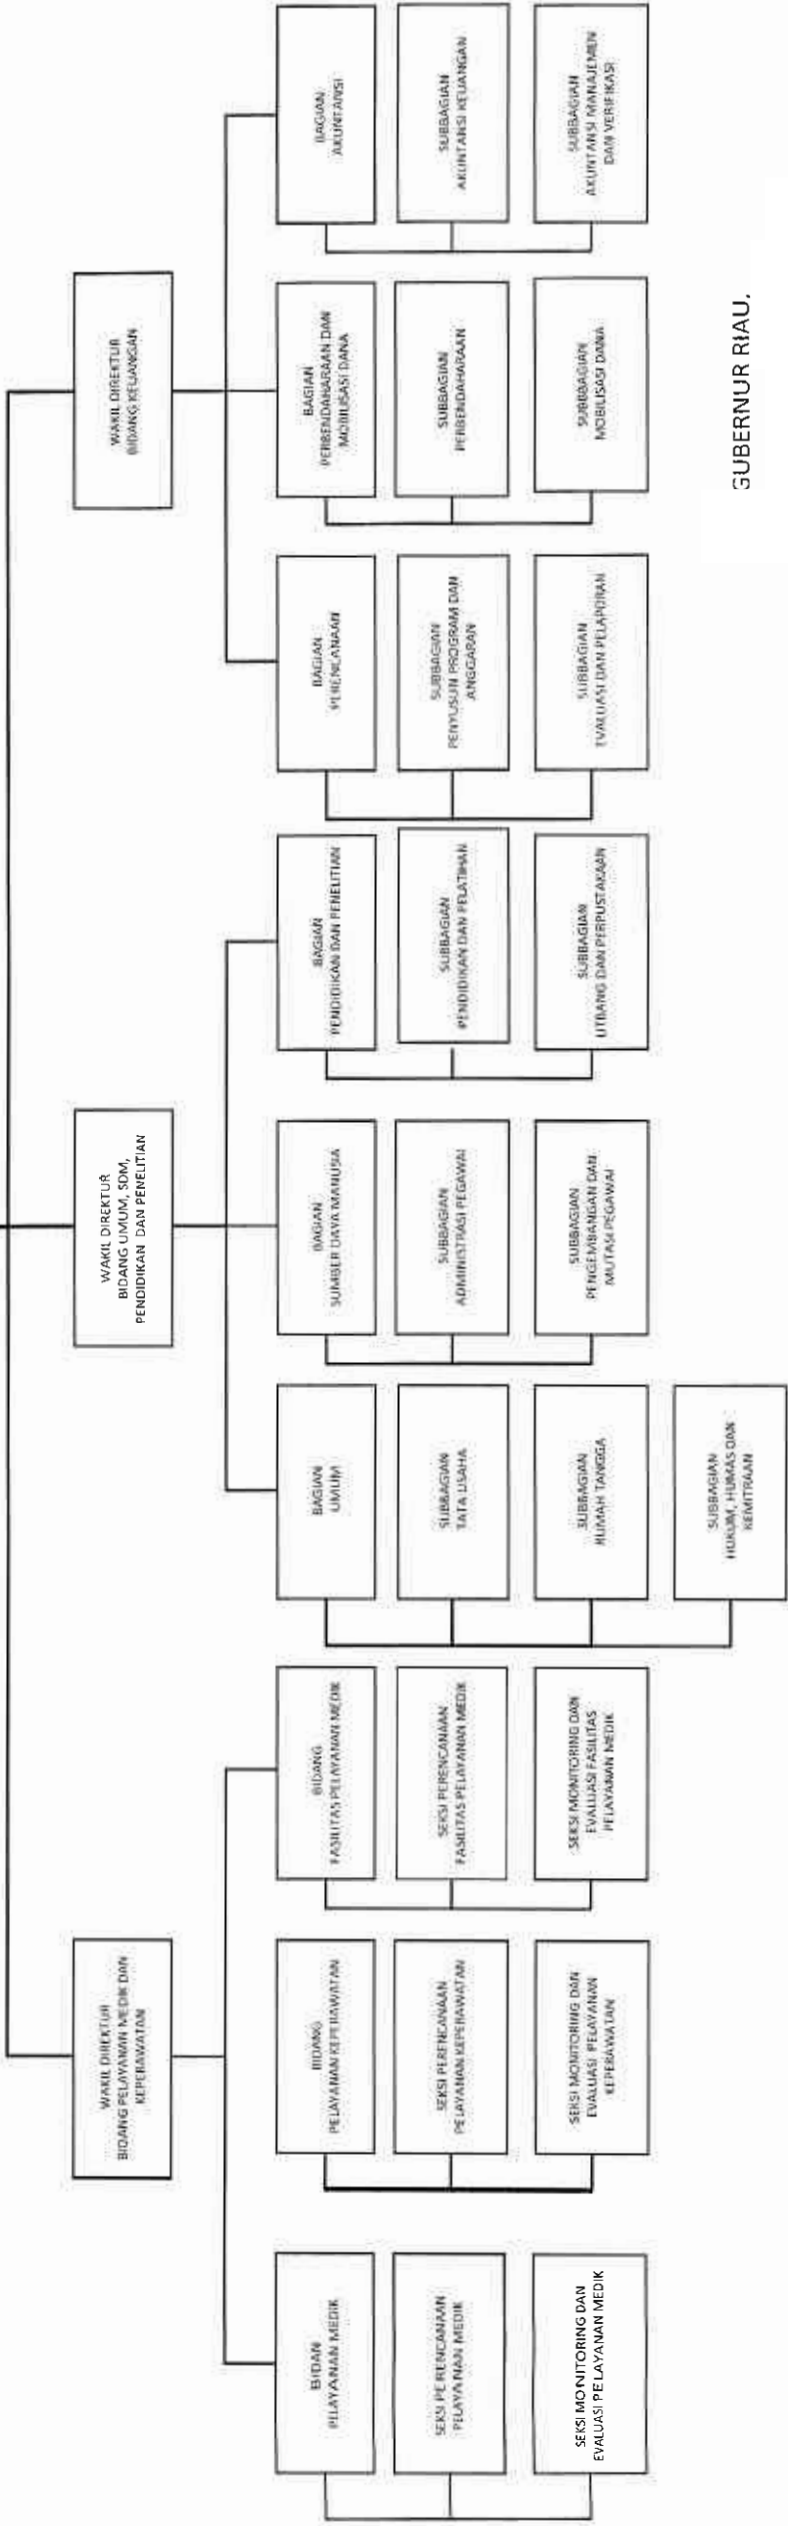 WAKIL DIREKTUR
BIDANG PELAYANAN MEDIK DAN
KEPERAWATAN
WAKIL DIREKTUR
BIDANG UMUM, SDM,
PENDIDIKAN DAN PENELITIAN
WAKIL DIREKTUR
BIDANG KEUANGAN
BIDAN
PELAYANAN MEDIK
SEKSI PERENCANAAN
PELAYANAN MEDIK
SEKSI MONITORING DAN
EVALUASI PELAYANAN MEDIK
BIDANG
PELAYANAN KEPERAWATAN
SEKSI PERENCANAAN
PELAYANAN KEPERAWATAN
SEKSI MONITORING DAN
EVALUASI PELAYANAN
KEPERAWATAN
BIDANG
FASILITAS PELAYANAN MEDIK
SEKSI PERENCANAAN
FASILITAS PELAYANAN MEDIK
SEKSI MONITORING DAN
EVALUASI FASILITAS
PELAYANAN MEDIK
BAGIAN
UMUM
SUBBAGIAN
TATA USAHA
SUBBAGIAN
RUMAH TANGGA
SUBBAGIAN
HUKUM, HUMAS DAN
KEMITRAAN
BAGIAN
SUMBER DAYA MANUSIA
SUBBAGIAN
ADMINISTRASI PEGAWAI
SUBBAGIAN
PENGEMBANGAN DAN
MUTASI PEGAWAI
BAGIAN
PENDIDIKAN DAN PENELITIAN
SUBBAGIAN
PENDIDIKAN DAN PELATIHAN
SUBBAGIAN
LITBANG DAN PERPUSTAKAAN
BAGIAN
PERENCANAAN
SUBBAGIAN
PENYUSUN PROGRAM DAN
ANGGARAN
SUBBAGIAN
EVALUASI DAN PELAPORAN
BAGIAN
PERBENDAHARAAN DAN
MOBILISASI DANA
SUBBAGIAN
PERBENDAHARAAN
SUBBBAGIAN
MOBILISASI DANA
BAGIAN
AKUNTANSI
SUBBAGIAN
AKUNTANSI KEUANGAN
SUBBAGIAN
AKUNTANSI MANAJEMEN
DAN VERIFIKASI
GUBERNUR RIAU,